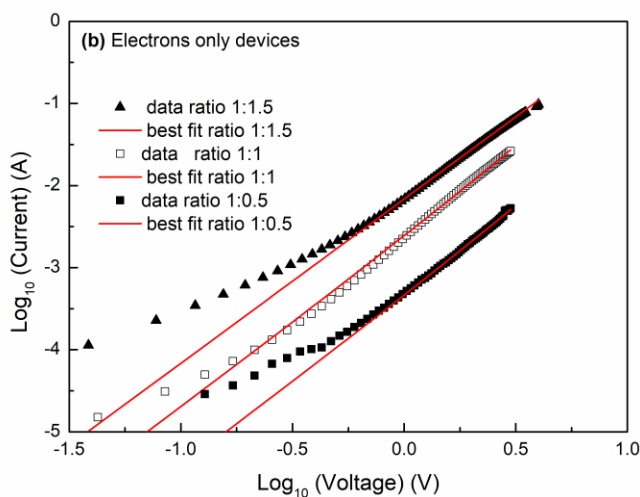 (b) Electrons only devices
data ratio 1:1.5
best fit ratio 1:1.5
data ratio 1:1
best fit ratio 1:1
data ratio 1:0.5
best fit ratio 1:0.5
Log10 (Current) (A)
0
-1
-2
-3
-4
-5
-1.5 -1.0 -0.5 0.0 0.5 1.0
Log10 (Voltage) (V)